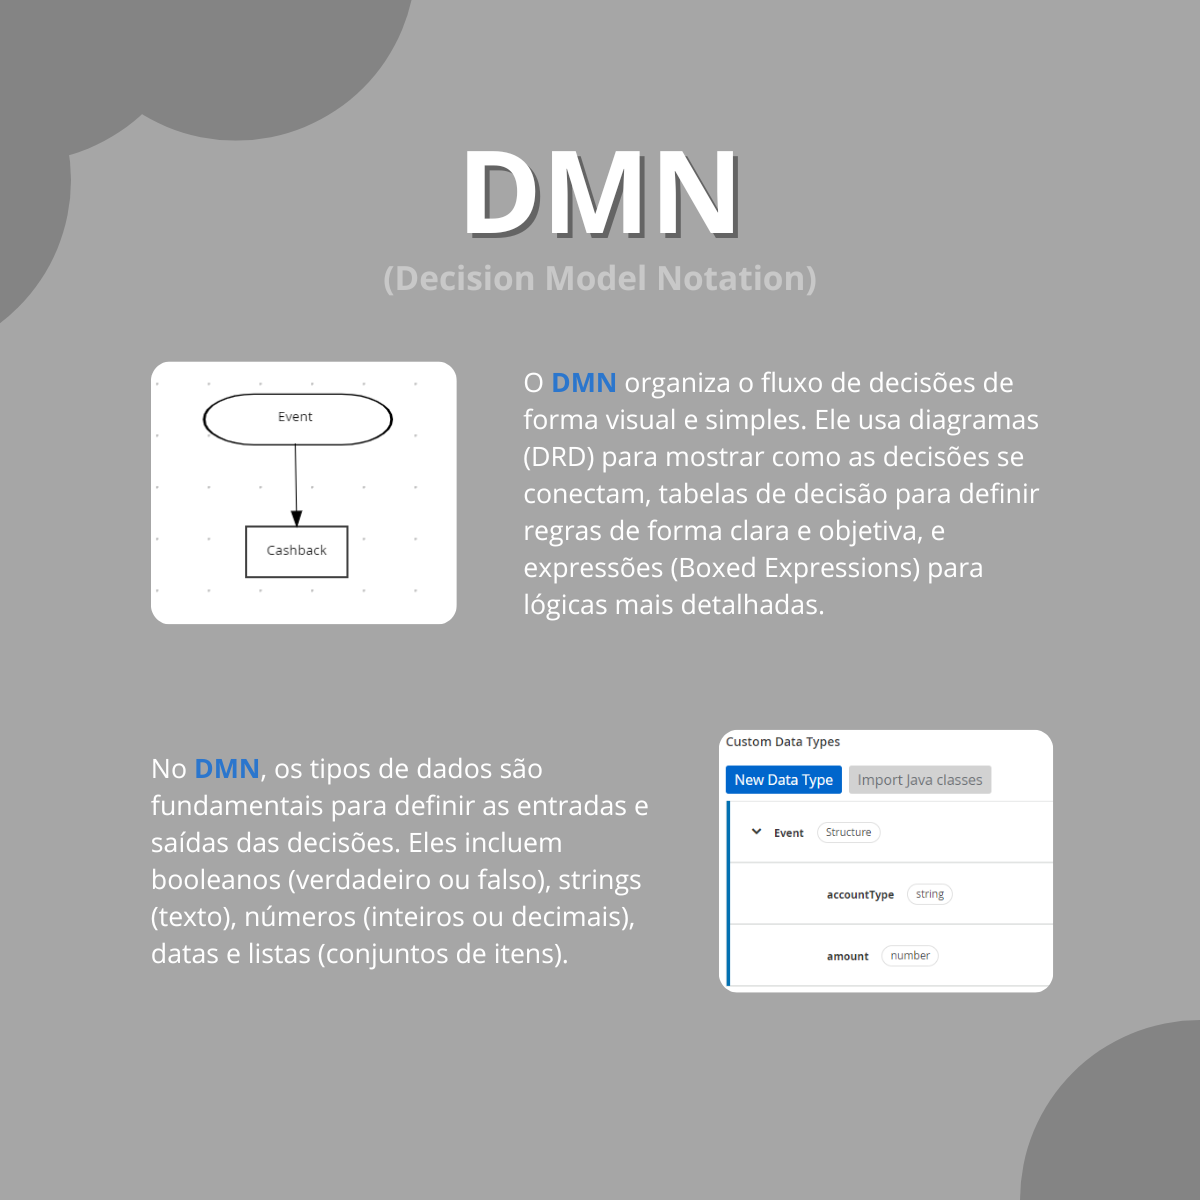 DMN
(Decision Model Notation)
Event
Cashback
O DMN organiza o fluxo de decisões de
forma visual e simples. Ele usa diagramas
(DRD) para mostrar como as decisões se
conectam, tabelas de decisão para definir
regras de forma clara e objetiva, e
expressões (Boxed Expressions) para
lógicas mais detalhadas.
No DMN, os tipos de dados são
fundamentais para definir as entradas e
saídas das decisões. Eles incluem
booleanos (verdadeiro ou falso), strings
(texto), números (inteiros ou decimais),
datas e listas (conjuntos de itens).
Custom Data Types
New Data Type Import Java classes
Event Structure
accountType string
amount number